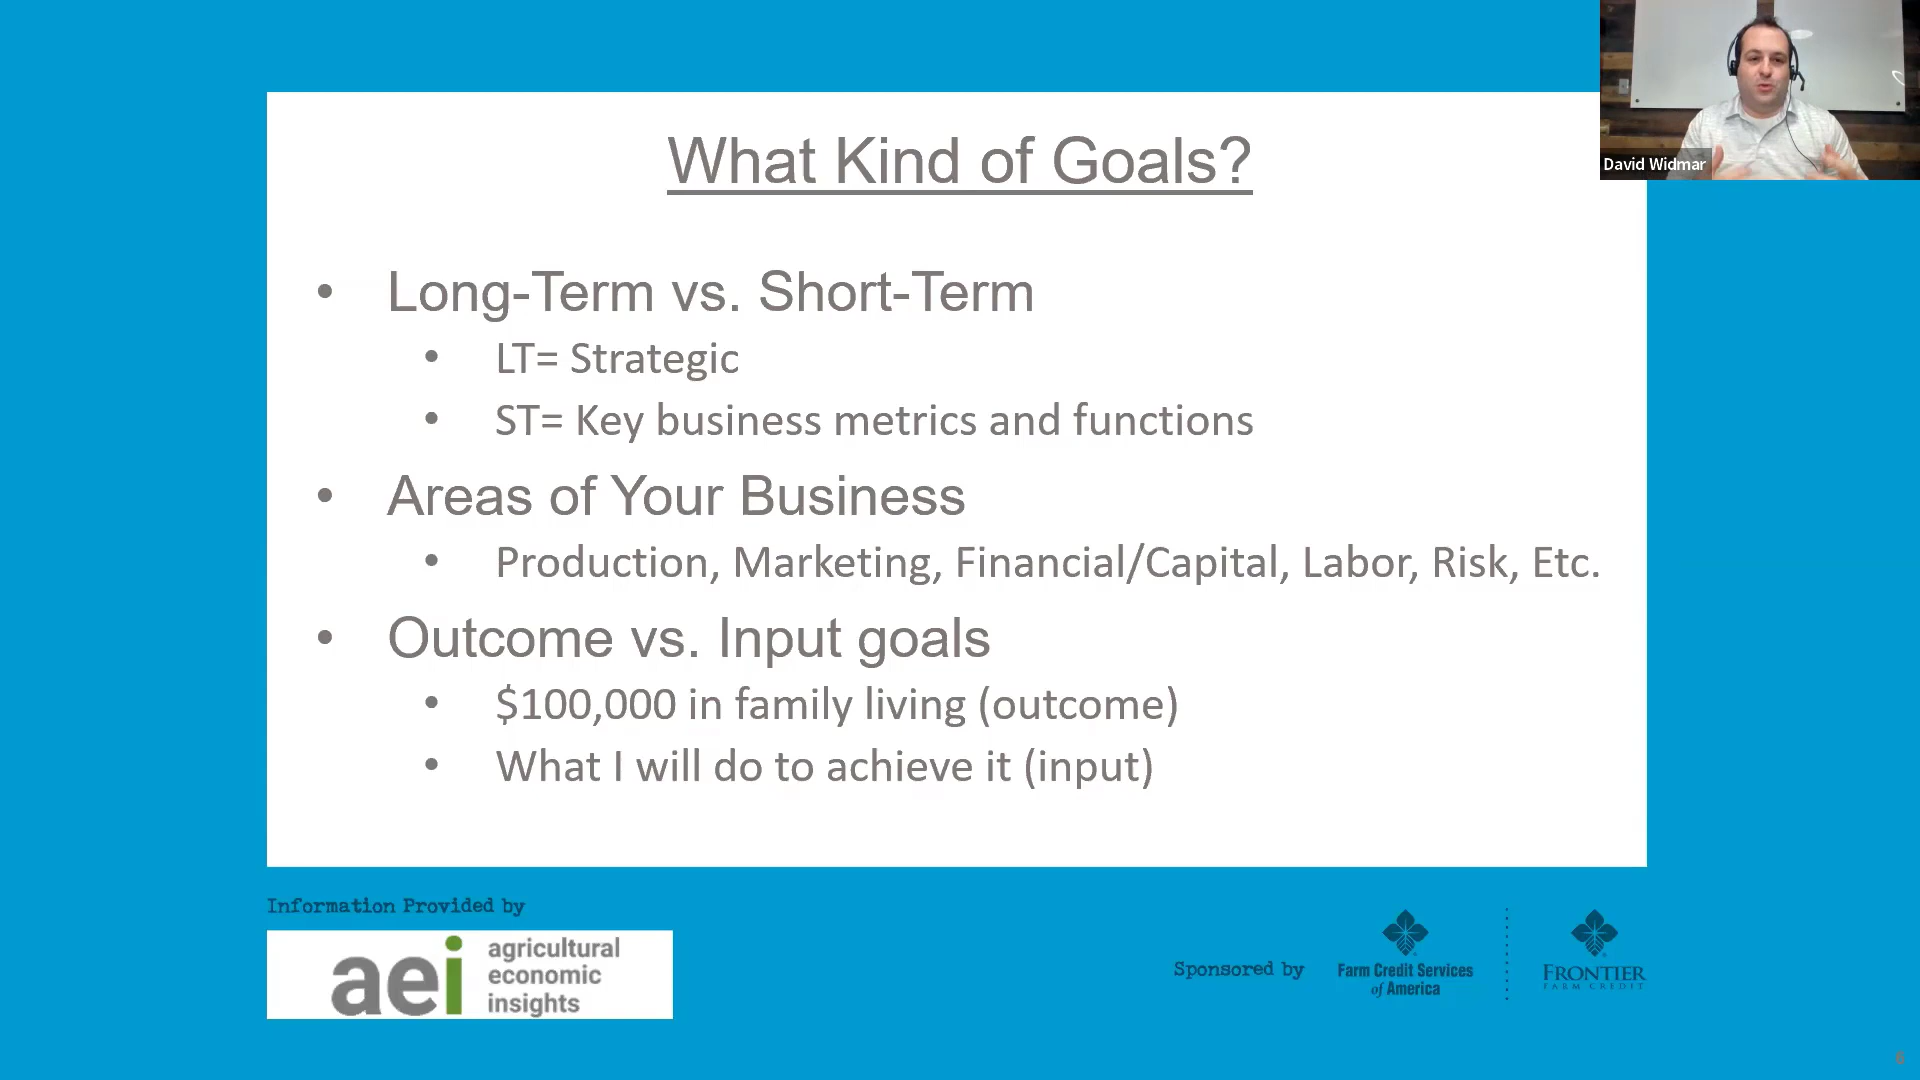 What Kind of Goals?
• Long-Term vs. Short-Term
• LT= Strategic
• ST= Key business metrics and functions
• Areas of Your Business
• Production, Marketing, Financial/Capital, Labor, Risk, Etc.
• Outcome vs. Input goals
• $100,000 in family living (outcome)
• What I will do to achieve it (input)
David Widmar
Information Provided by
aei
agricultural
economic
insights
Sponsored by
Farm Credit Services
of America
FRONTIER
FARM CREDIT